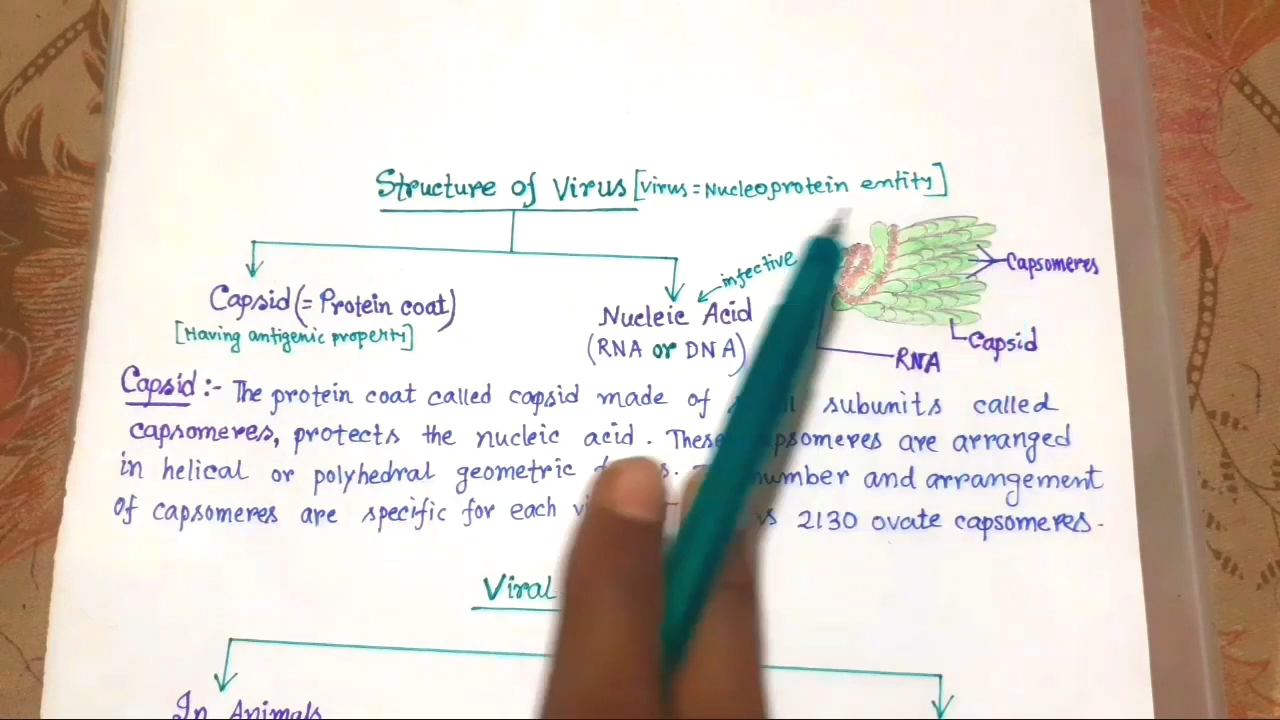 Structure of Virus [Virus = Nucleoprotein entity]
Capsid (= Protein coat)
[Having antigenic property]
infective
Nucleic Acid
(RNA or DNA)
Capsomeres
Capsid
RNA
Capsid :- The protein coat called capsid made of subunits called
capsomeres, protects the nucleic acid. These capsomeres are arranged
in helical or polyhedral geometric number and arrangement
of capsomeres are specific for each 2130 ovate capsomeres.
Viral
In Animals